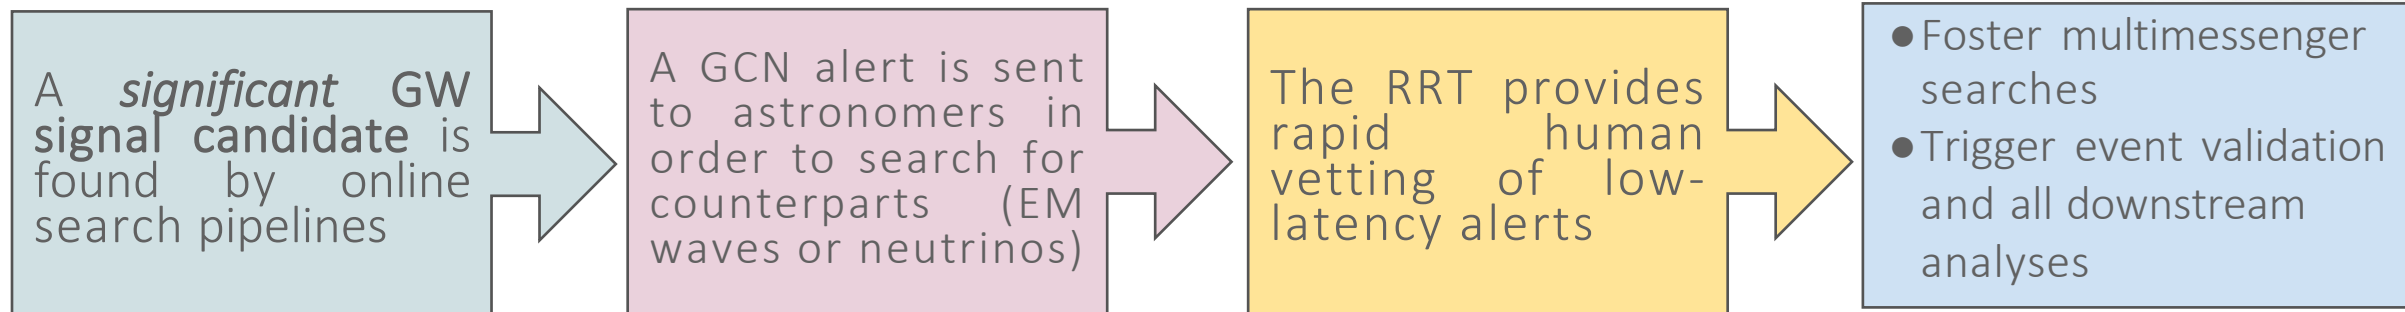 A significant GW
signal candidate is
found by online
search pipelines
A GCN alert is sent
to astronomers in
order to search for
counterparts (EM
waves or neutrinos)
The RRT provides
rapid human
vetting of low-
latency alerts
●Foster multimessenger
searches
●Trigger event validation
and all downstream
analyses